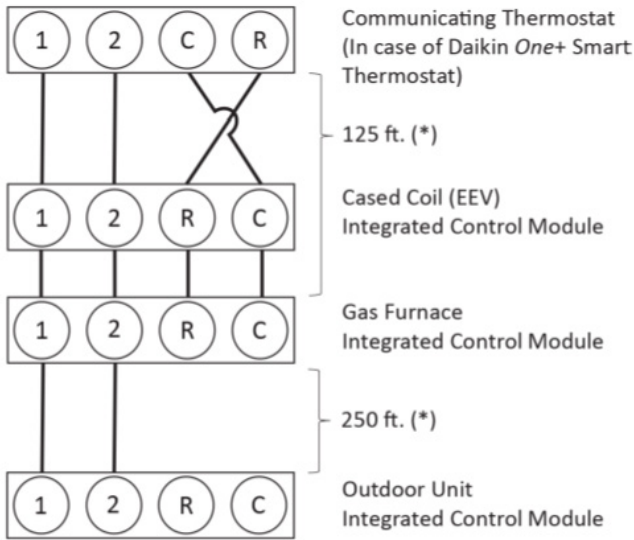 1 2 C R
Communicating Thermostat
(In case of Daikin One+ Smart
Thermostat)
125 ft. (*)
1 2 R C
Cased Coil (EEV)
Integrated Control Module
1 2 R C
Gas Furnace
Integrated Control Module
250 ft. (*)
1 2 R C
Outdoor Unit
Integrated Control Module